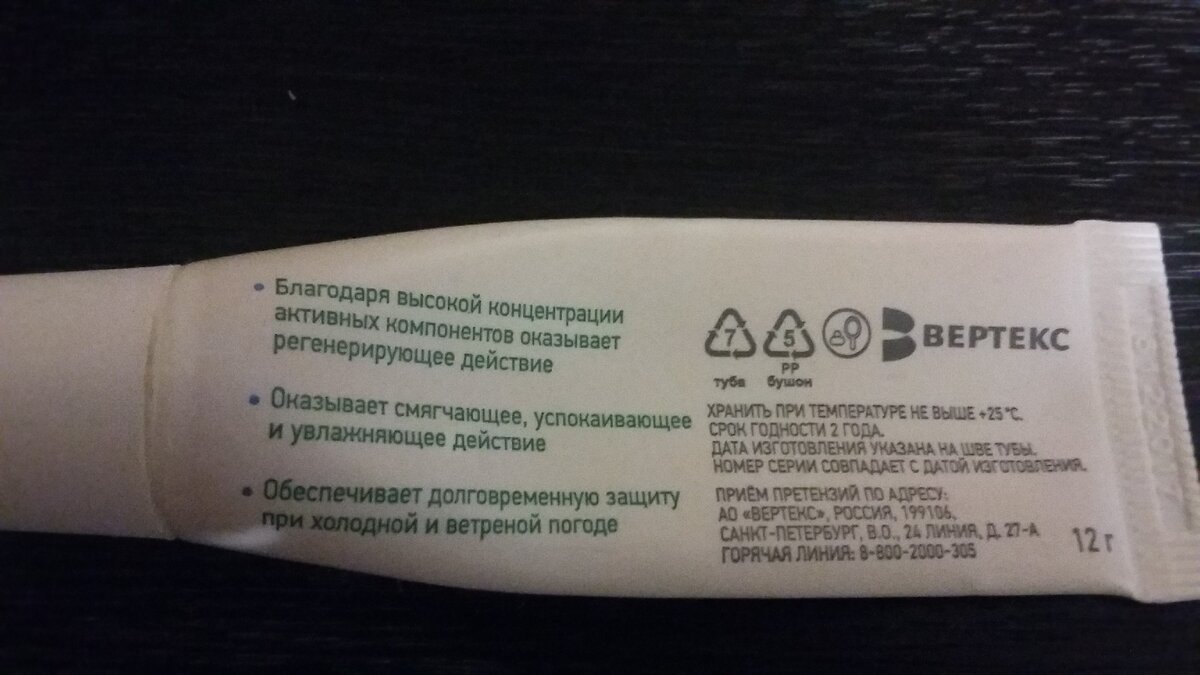 • Благодаря высокой концентрации
активных компонентов оказывает
регенерирующее действие
• Оказывает смягчающее, успокаивающее
и увлажняющее действие
• Обеспечивает долговременную защиту
при холодной и ветреной погоде
7
5
PP
туба
бушон
ВЕРТЕКС
ХРАНИТЬ ПРИ ТЕМПЕРАТУРЕ НЕ ВЫШЕ +25°С.
СРОК ГОДНОСТИ 2 ГОДА.
ДАТА ИЗГОТОВЛЕНИЯ УКАЗАНА НА ШВЕ ТУБЫ.
НОМЕР СЕРИИ СОВПАДАЕТ С ДАТОЙ ИЗГОТОВЛЕНИЯ.
ПРИЁМ ПРЕТЕНЗИЙ ПО АДРЕСУ:
АО «ВЕРТЕКС», РОССИЯ, 199106,
САНКТ-ПЕТЕРБУРГ, В.О., 24 ЛИНИЯ, Д. 27-А
ГОРЯЧАЯ ЛИНИЯ: 8-800-2000-305
12 г